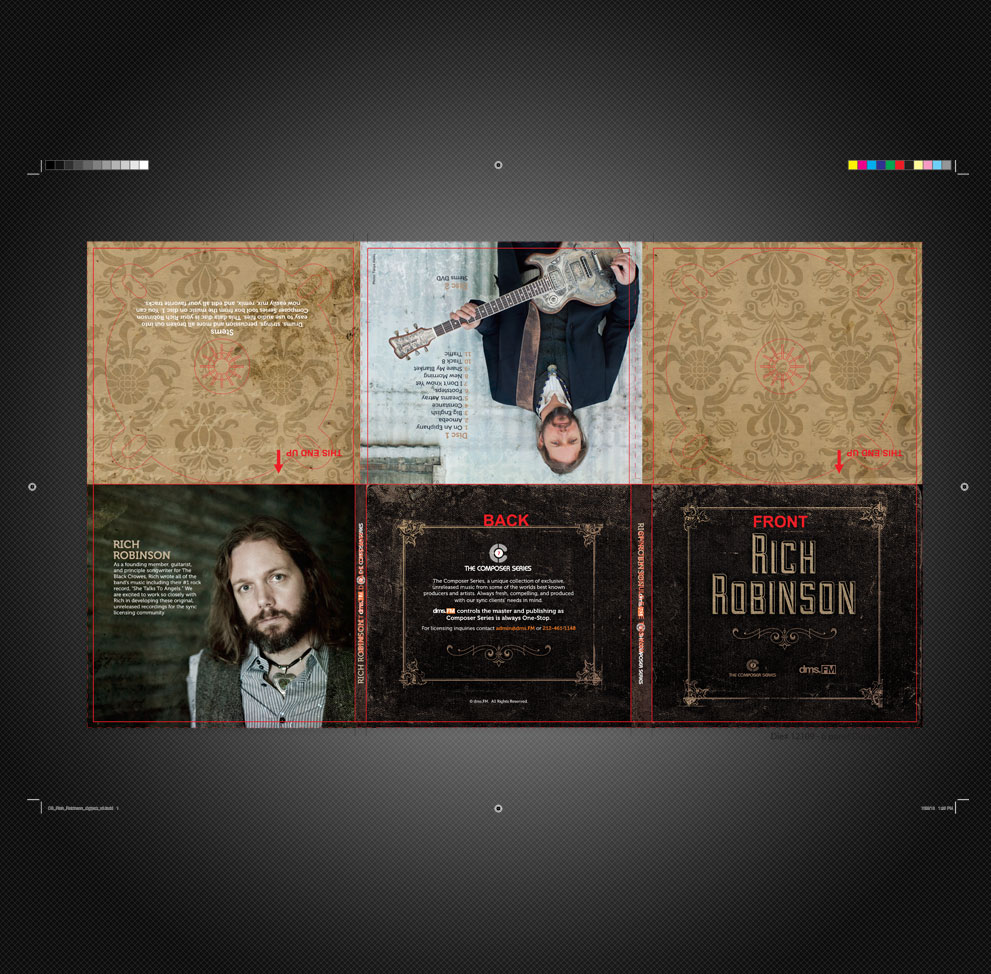 Stems
Drums, strings, percussion and more all broken out into
easy to use audio files. This data disc is your Rich Robinson
Composer Series tool box from the music on disc 1. You can
now easily mix, remix, and edit all your favorite tracks.
THIS END UP
Disc 1
1 On An Epiphany
2 Amoeba
3 Big English
4 Constance
5 Dreams Astray
6 Footsteps
7 I Don't Know Yet
8 New Morning
9 Share My Blanket
10 Track 8
11 Traffic
Disc 2
Stems DVD
THIS END UP
RICH
ROBINSON
As a founding member, guitarist,
and principle songwriter for The
Black Crowes, Rich wrote all of the
band's music including their #1 rock
record, "She Talks To Angels." We
are excited to work so closely with
Rich in developing these original,
unreleased recordings for the sync
licensing community.
RICH ROBINSON dms.FM THE COMPOSER SERIES
BACK
THE COMPOSER SERIES
The Composer Series, a unique collection of exclusive.
Unreleased music from some of the worlds best known
producers and artists. Always fresh, compelling, and produced
with our sync clients' needs in mind.
dms.FM controls the master and publishing as
Composer Series is always One-Stop.
For licensing inquiries contact admin@dms.FM or 212-463-1148
© dms.FM. All Rights Reserved.
RICH ROBINSON dms.FM THE COMPOSER SERIES
FRONT
RICH
ROBINSON
THE COMPOSER SERIES
dms.FM